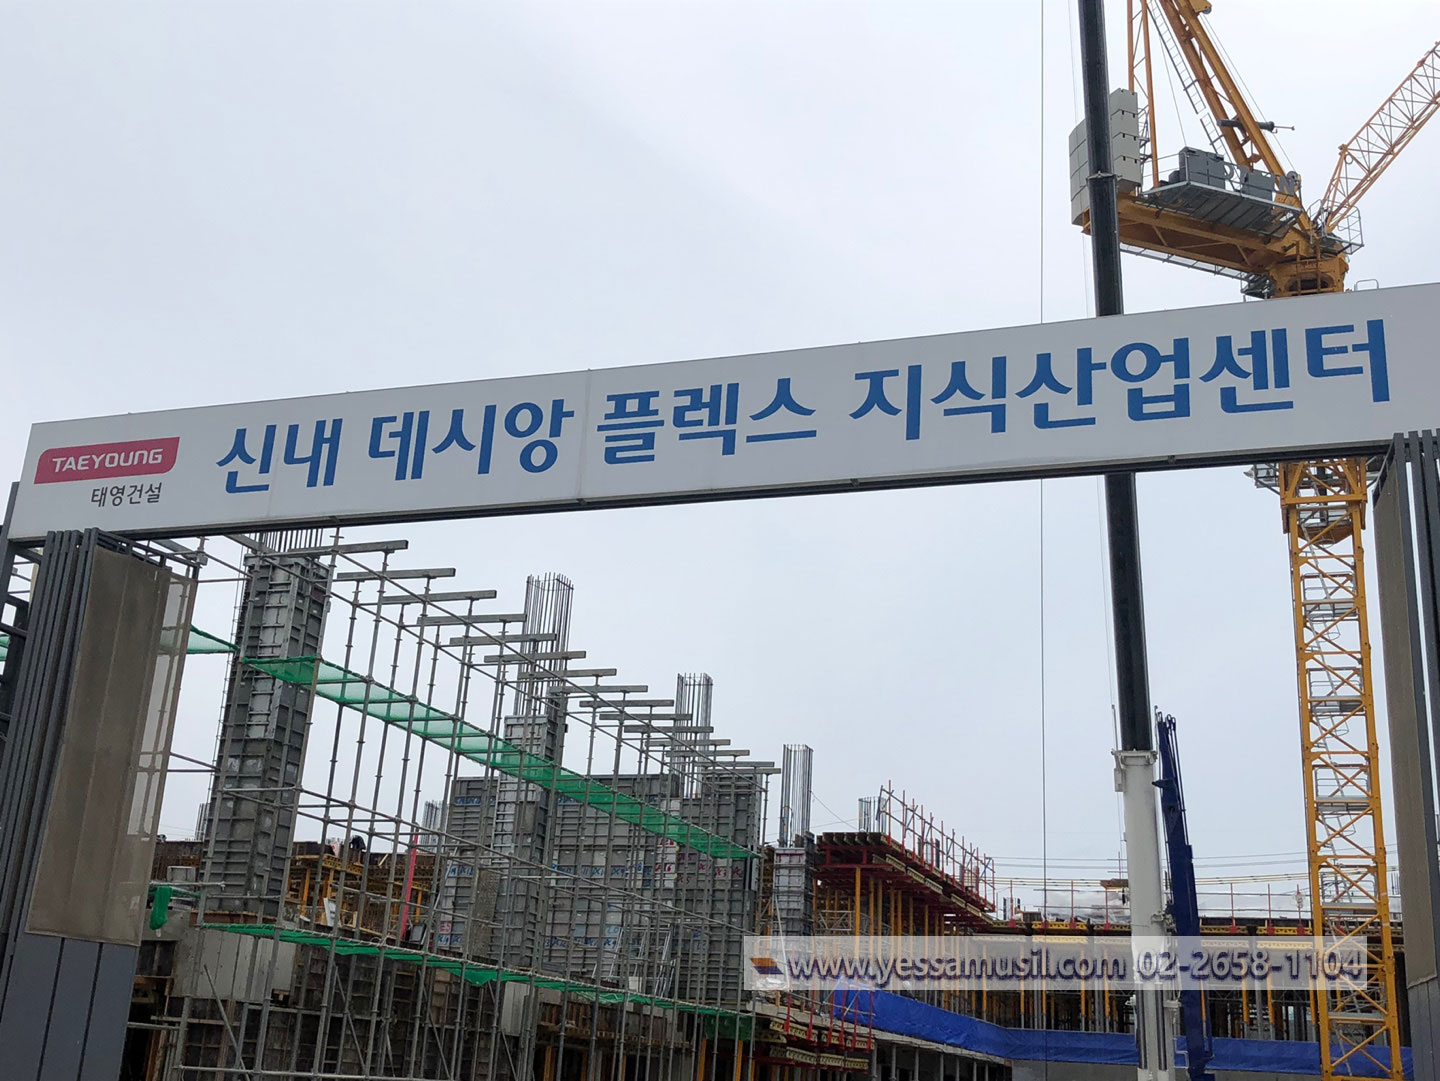 TAEYOUNG
태영건설
신내 데시앙 플렉스 지식산업센터
www.yessamusil.com 02-2658-1104